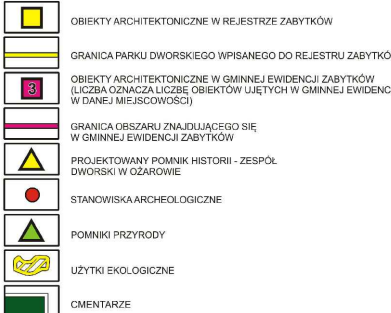 OBIEKTY ARCHITEKTONICZNE W REJESTRZE ZABYTKÓW
GRANICA PARKU DWORSKIEGO WPISANEGO DO REJESTRU ZABYTKÓ
3
OBIEKTY ARCHITEKTONICZNE W GMINNEJ EWIDENCJI ZABYTKÓW
(LICZBA OZNACZA LICZBĘ OBIEKTÓW UJĘTYCH W GMINNEJ EWIDENC
W DANEJ MIEJSCOWOŚCI)
GRANICA OBSZARU ZNAJDUJĄCEGO SIĘ
W GMINNEJ EWIDENCJI ZABYTKÓW
PROJEKTOWANY POMNIK HISTORII - ZESPÓŁ
DWORSKI W OŻAROWIE
STANOWISKA ARCHEOLOGICZNE
POMNIKI PRZYRODY
UŻYTKI EKOLOGICZNE
CMENTARZE